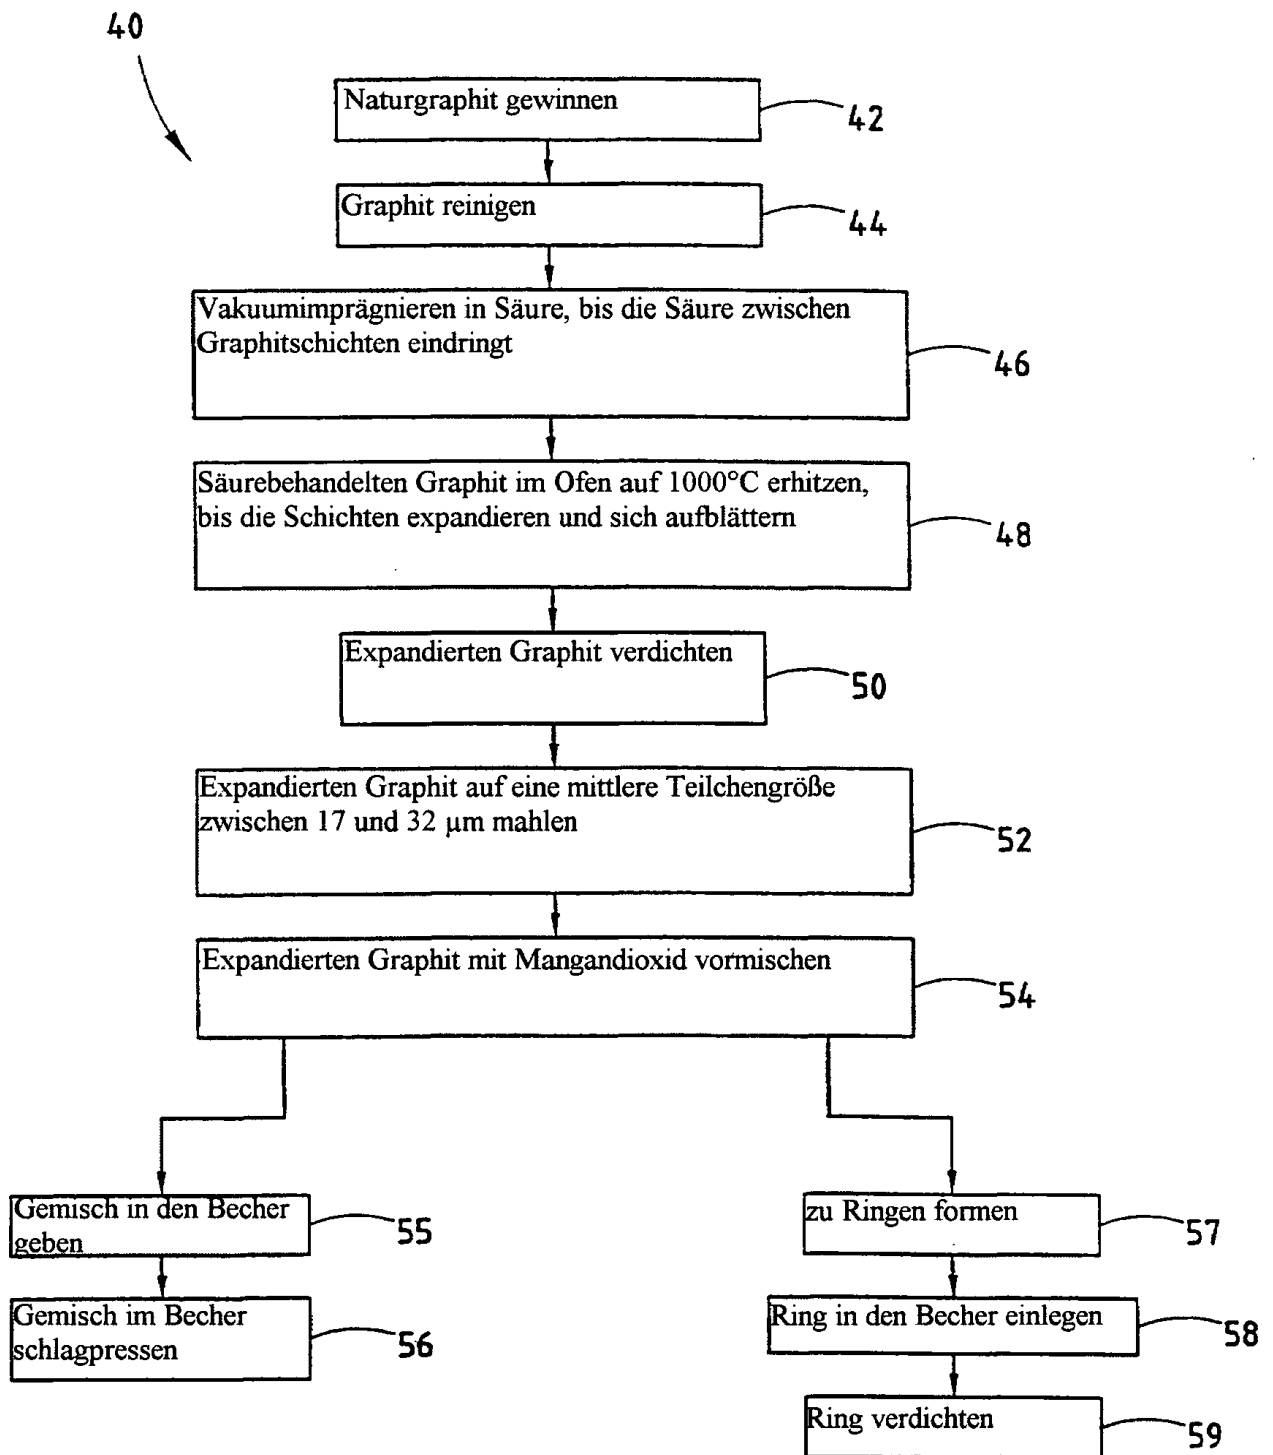 40
Naturgraphit gewinnen
42
Graphit reinigen
44
Vakuumimprägnieren in Säure, bis die Säure zwischen
Graphitschichten eindringt
46
Säurebehandelten Graphit im Ofen auf 1000°C erhitzen,
bis die Schichten expandieren und sich aufblättern
48
Expandierten Graphit verdichten
50
Expandierten Graphit auf eine mittlere Teilchengröße
zwischen 17 und 32 µm mahlen
52
Expandierten Graphit mit Mangandioxid vormischen
54
Gemisch in den Becher
geben
55
Gemisch im Becher
schlagpressen
56
zu Ringen formen
57
Ring in den Becher einlegen
58
Ring verdichten
59